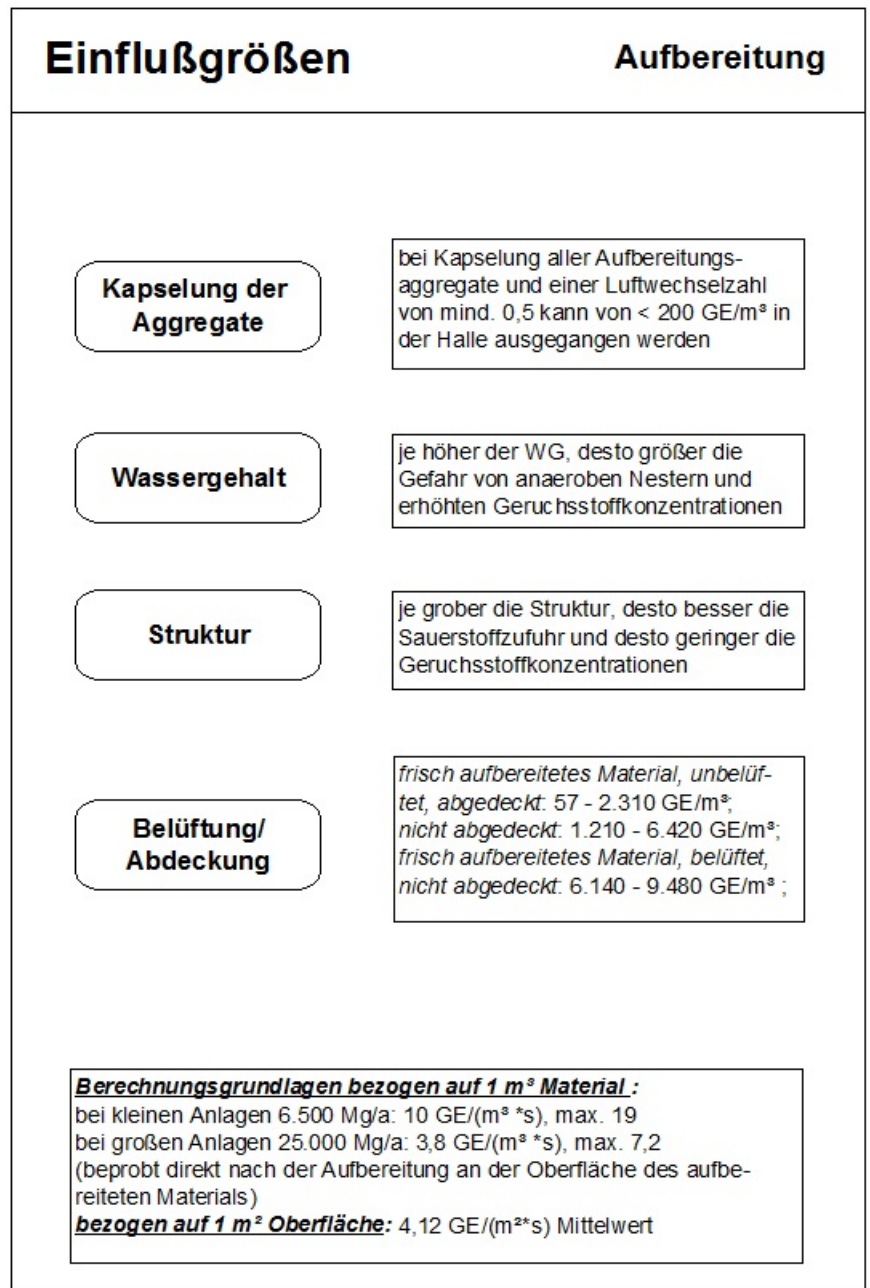 Einflußgrößen Aufbereitung
Kapselung der
Aggregate
bei Kapselung aller Aufbereitungs-
aggregate und einer Luftwechselzahl
von mind. 0,5 kann von < 200 GE/m³ in
der Halle ausgegangen werden
Wassergehalt
je höher der WG, desto größer die
Gefahr von anaeroben Nestern und
erhöhten Geruchsstoffkonzentrationen
Struktur
je grober die Struktur, desto besser die
Sauerstoffzufuhr und desto geringer die
Geruchsstoffkonzentrationen
Belüftung/
Abdeckung
frisch aufbereitetes Material, unbelüf-
tet, abgedeckt: 57 - 2.310 GE/m³;
nicht abgedeckt: 1.210 - 6.420 GE/m³;
frisch aufbereitetes Material, belüftet,
nicht abgedeckt: 6.140 - 9.480 GE/m³ ;
Berechnungsgrundlagen bezogen auf 1 m³ Material :
bei kleinen Anlagen 6.500 Mg/a: 10 GE/(m³ *s), max. 19
bei großen Anlagen 25.000 Mg/a: 3,8 GE/(m³ *s), max. 7,2
(beprobt direkt nach der Aufbereitung an der Oberfläche des aufbe-
reiteten Materials)
bezogen auf 1 m² Oberfläche: 4,12 GE/(m²*s) Mittelwert